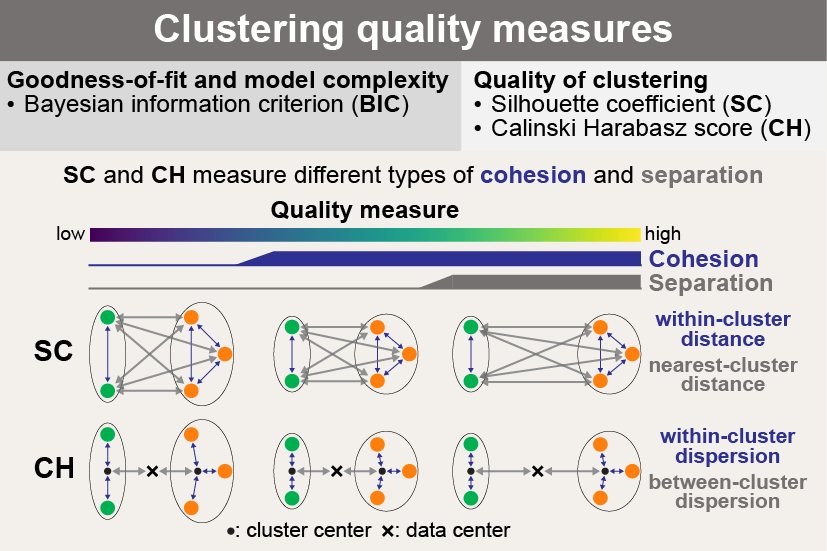 Clustering quality measures
Goodness-of-fit and model complexity
• Bayesian information criterion (BIC)
Quality of clustering
• Silhouette coefficient (SC)
• Calinski Harabasz score (CH)
SC and CH measure different types of cohesion and separation
Quality measure
low
high
Cohesion
Separation
SC
within-cluster
distance
nearest-cluster
distance
CH
within-cluster
dispersion
between-cluster
dispersion
•: cluster center ×: data center